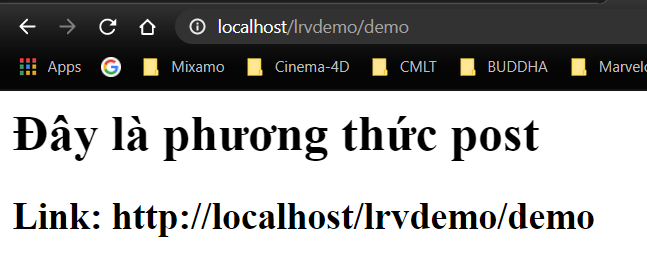 localhost/lrvdemo/demo
Apps Mixamo Cinema-4D CMLT BUDDHA Marvelo
Đây là phương thức post
Link: http://localhost/lrvdemo/demo